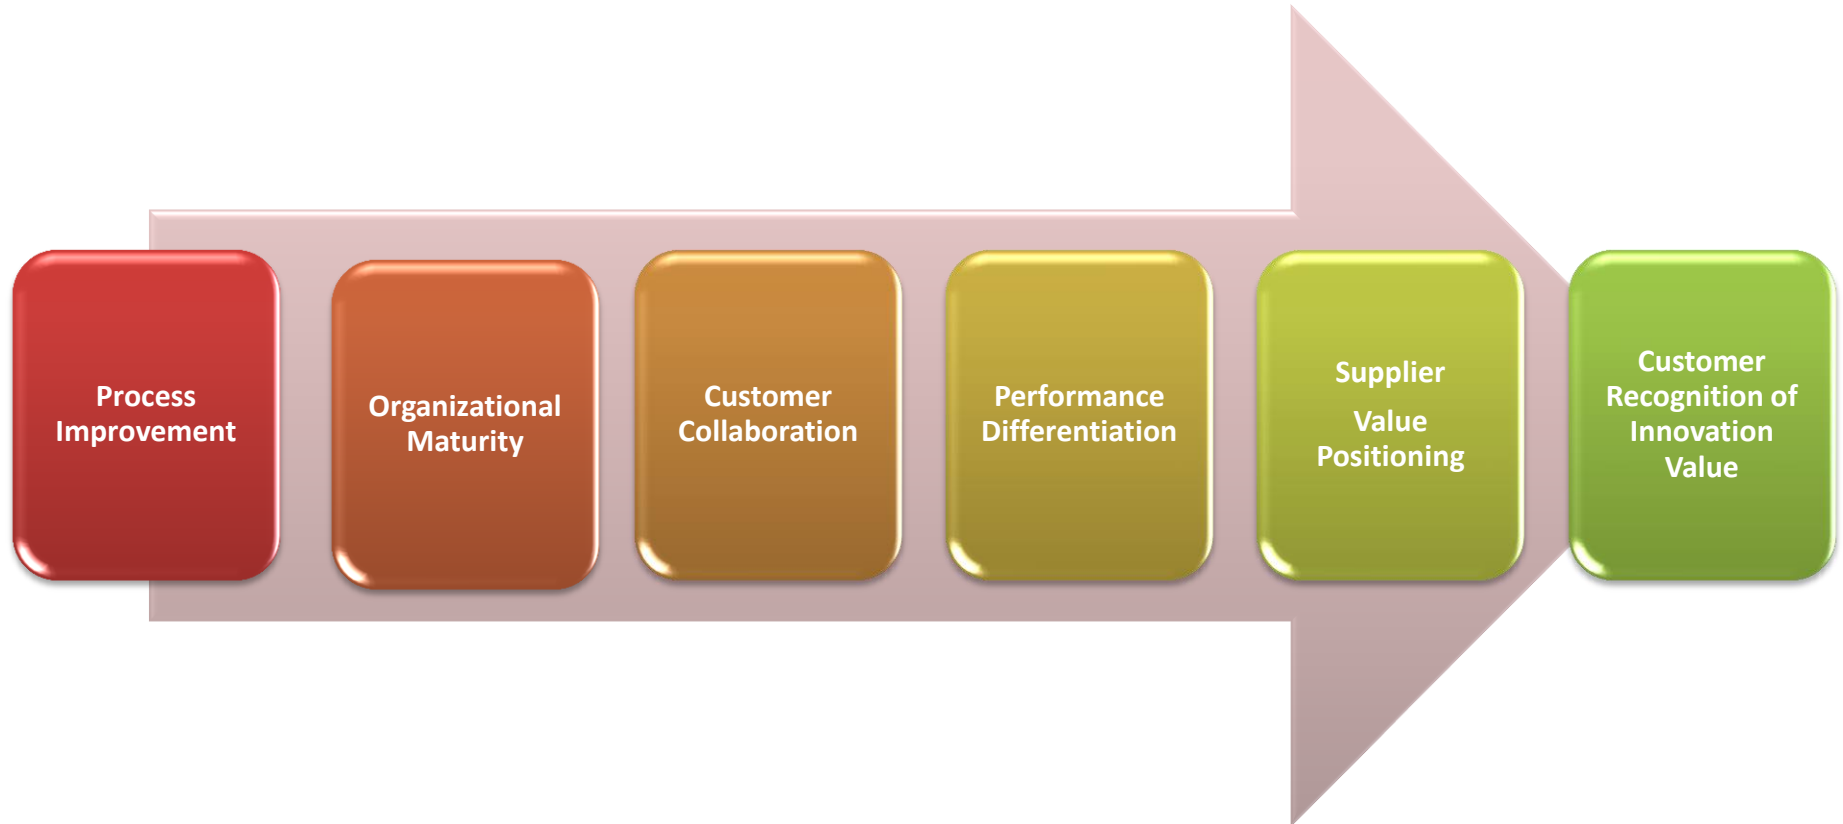 Process
Improvement
Organizational
Maturity
Customer
Collaboration
Performance
Differentiation
Supplier
Value
Positioning
Customer
Recognition of
Innovation
Value